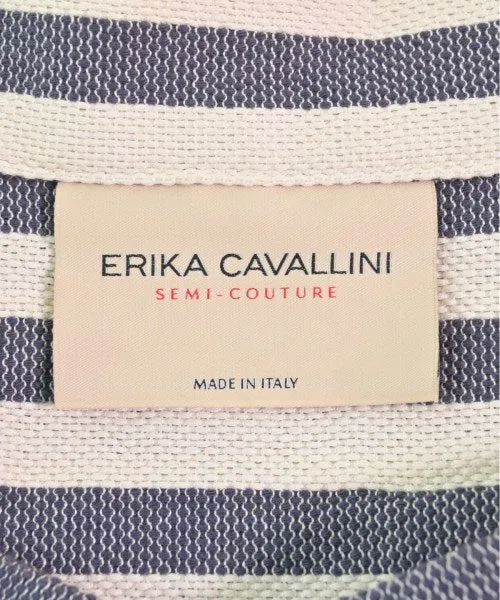 ERIKA CAVALLINI
SEMI-COUTURE
MADE IN ITALY